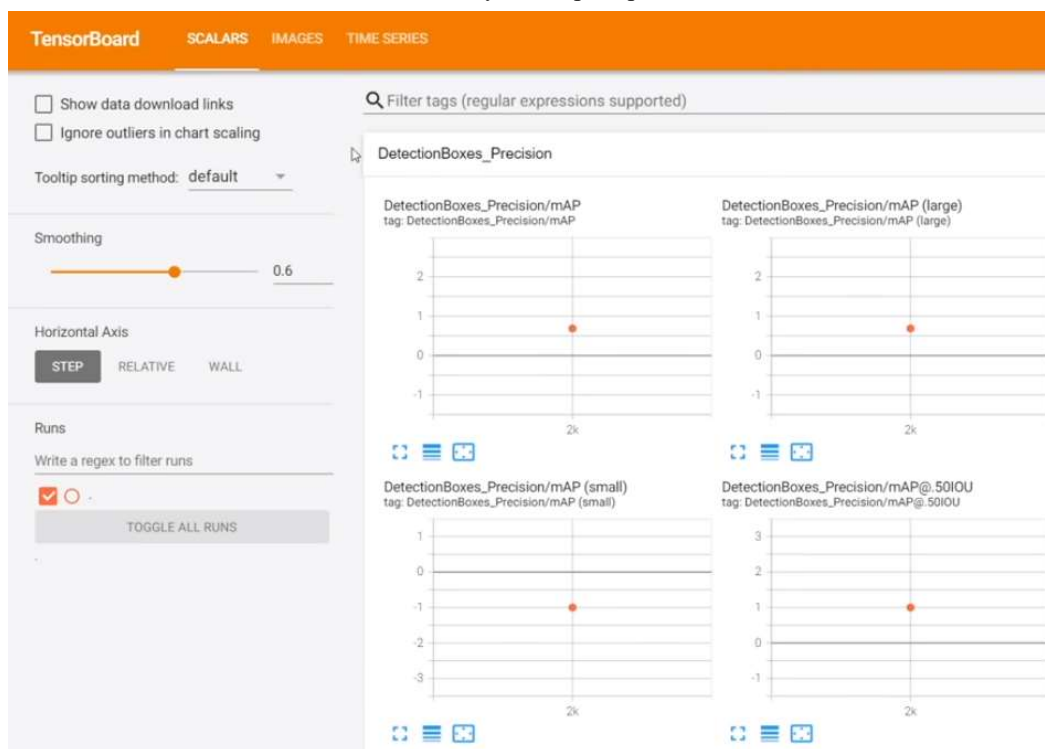 TensorBoard SCALARS IMAGES TIME SERIES
Show data download links
Ignore outliers in chart scaling
Tooltip sorting method: default
Smoothing
0.6
Horizontal Axis
STEP RELATIVE WALL
Runs
Write a regex to filter runs
.
TOGGLE ALL RUNS
.
Filter tags (regular expressions supported)
DetectionBoxes_Precision
DetectionBoxes_Precision/mAP
tag: DetectionBoxes_Precision/mAP
2
1
0
-1
2k
DetectionBoxes_Precision/mAP (large)
tag: DetectionBoxes_Precision/mAP (large)
2
1
0
-1
2k
DetectionBoxes_Precision/mAP (small)
tag: DetectionBoxes_Precision/mAP (small)
1
0
-1
-2
-3
2k
DetectionBoxes_Precision/mAP@.50IOU
tag: DetectionBoxes_Precision/mAP@.50IOU
3
2
1
0
-1
2k